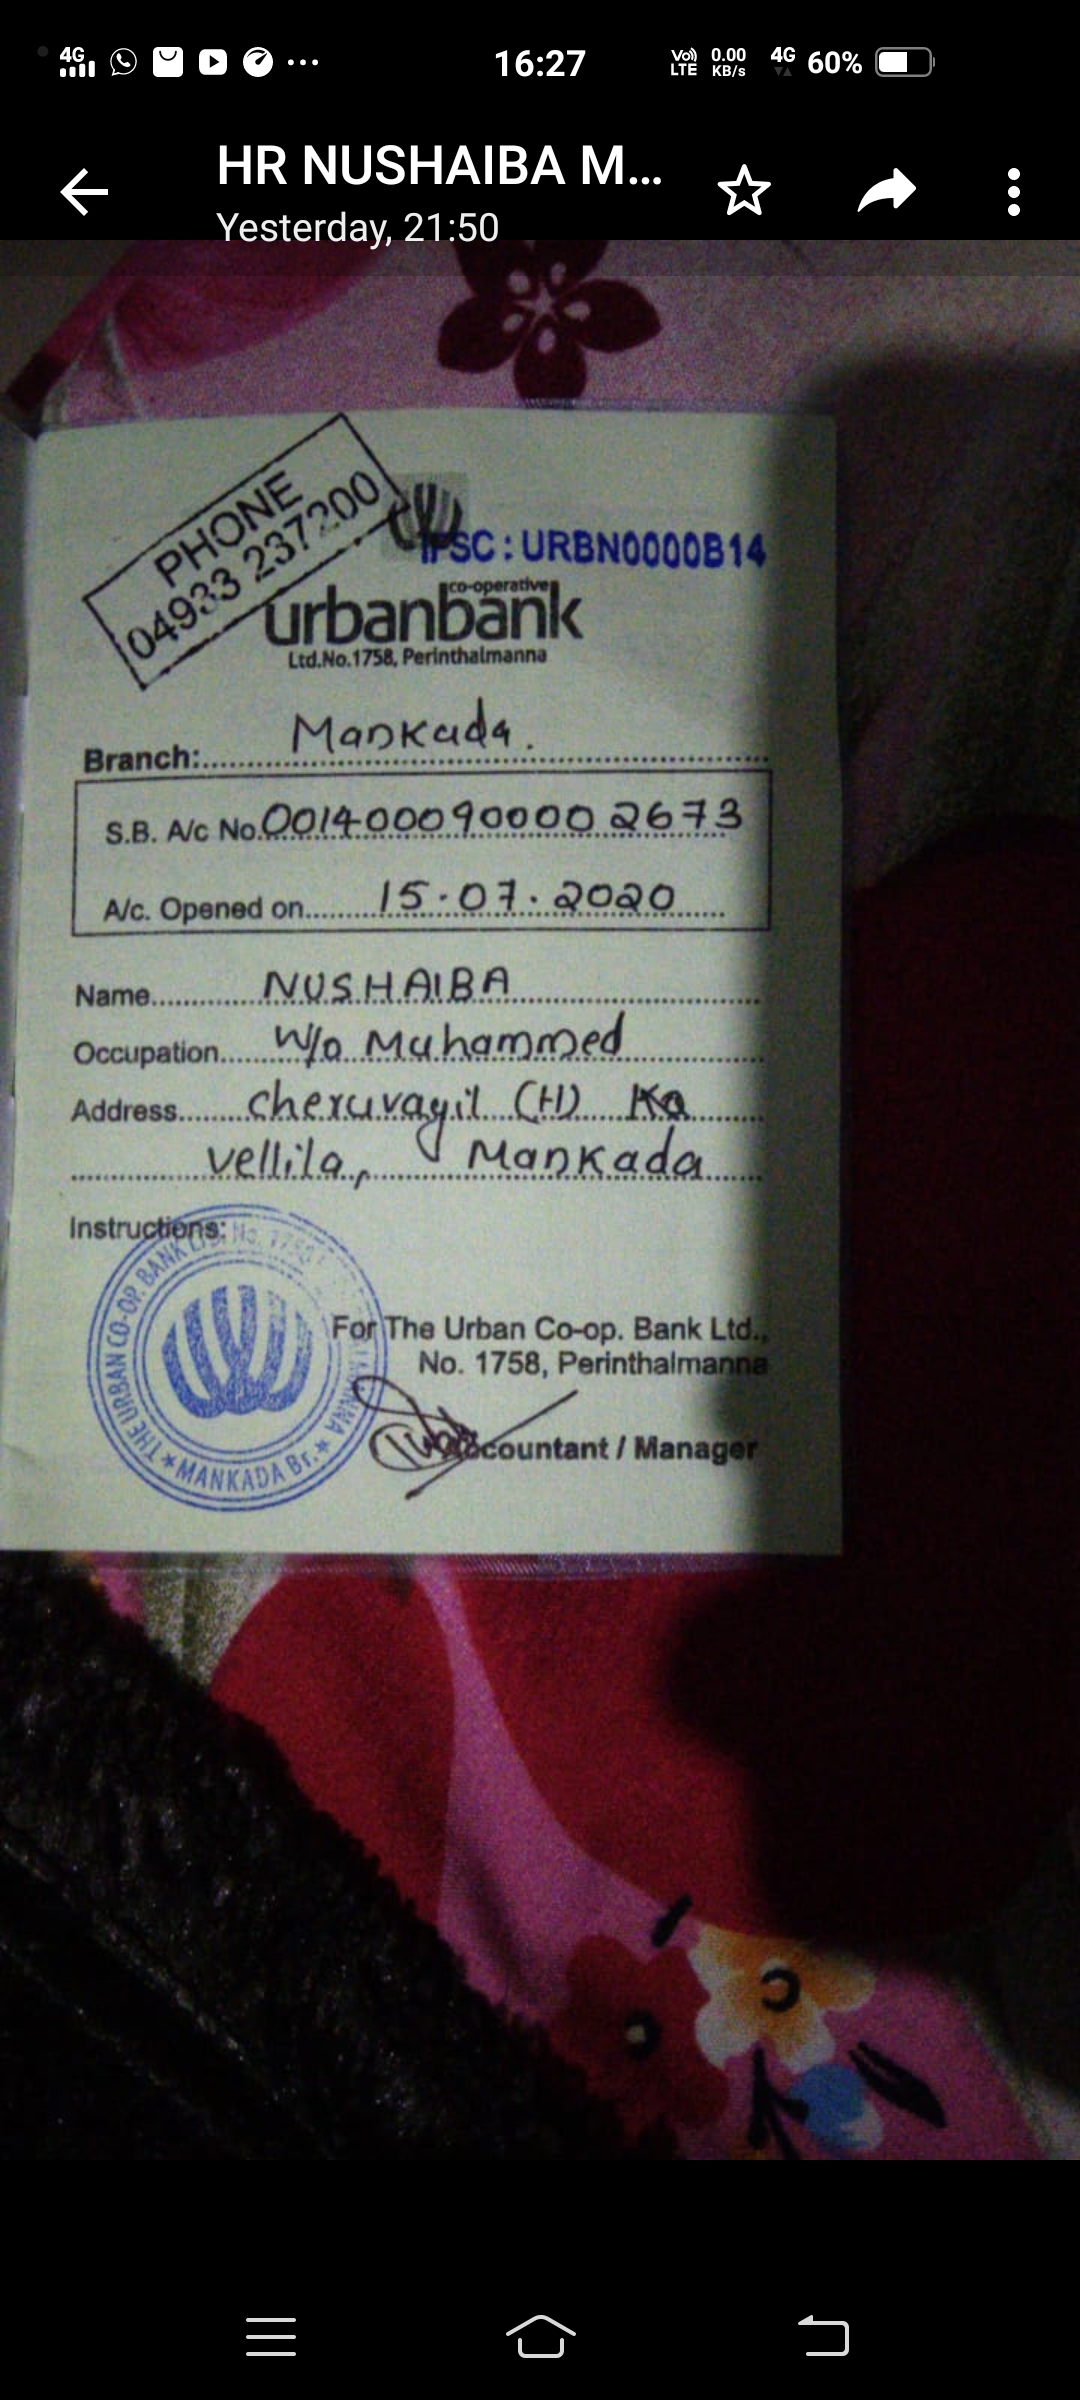 4G 16:27 Vo) LTE 0.00 KB/s 4G 60%
HR NUSHAIBA M...
Yesterday, 21:50
PHONE
04933 237200
IFSC : URBN0000B14
co-operative
urbanbank
Ltd.No.1758, Perinthalmanna
Branch: Mankada.
S.B. A/c No. 00140009000002673
A/c. Opened on 15.07.2020
Name NUSHAIBA
Occupation W/o Muhammed
Address cheruvayil (H)
vellila, Mankada
Instructions:
THE URBAN CO-OP. BANK LTD. No. 1758
MANKADA Br.
For The Urban Co-op. Bank Ltd.,
No. 1758, Perinthalmanna
Accountant / Manager